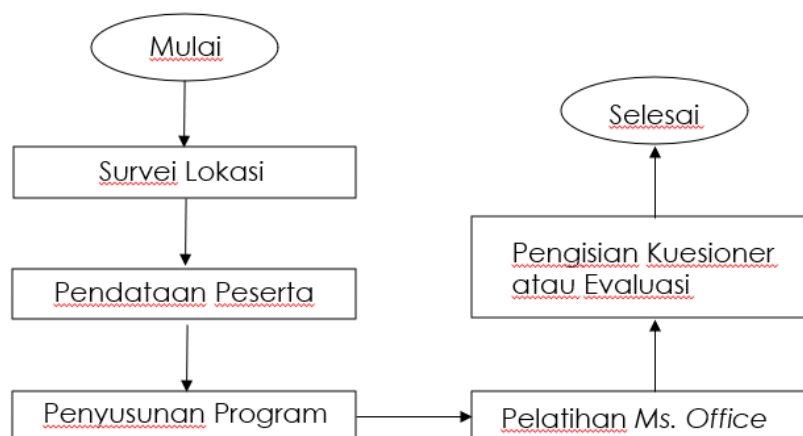 Mulai
Survei Lokasi
Pendataan Peserta
Penyusunan Program
Pelatihan Ms. Office
Pengisian Kuesioner
atau Evaluasi
Selesai